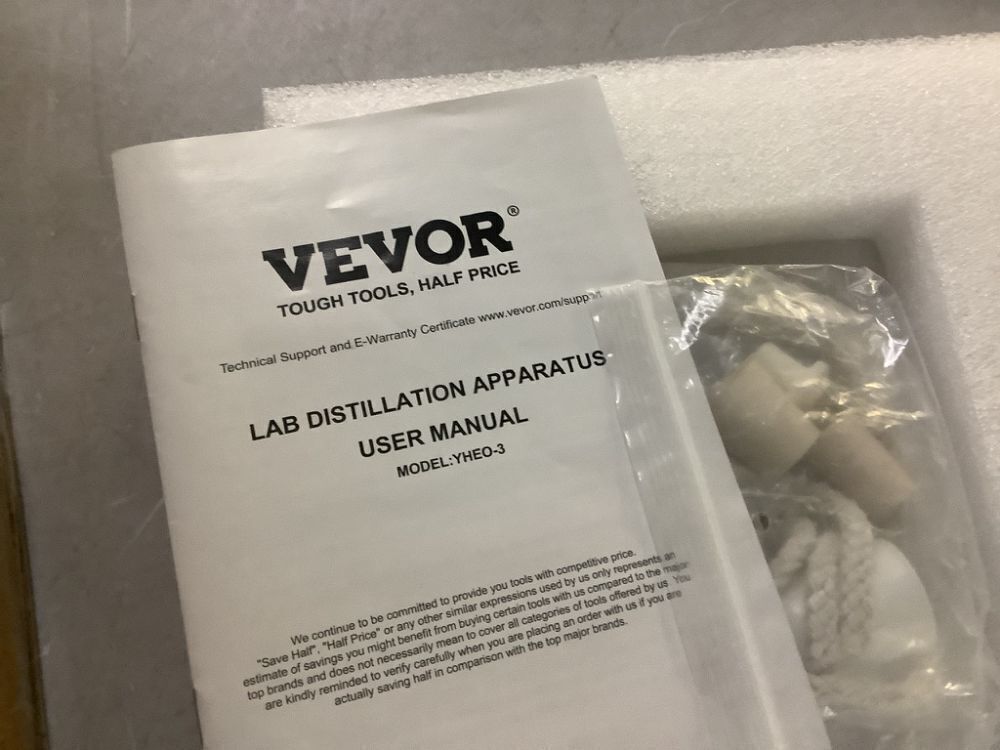 VEVOR®
TOUGH TOOLS, HALF PRICE
Technical Support and E-Warranty Certificate www.vevor.com/support
LAB DISTILLATION APPARATUS
USER MANUAL
MODEL:YHEO-3
We continue to be committed to provide you tools with competitive price.
"Save Half", "Half Price" or any other similar expressions used by us only represents an
estimate of savings you might benefit from buying certain tools with us compared to the major
top brands and does not necessarily mean to cover all categories of tools offered by us. You
are kindly reminded to verify carefully when you are placing an order with us if you are
actually saving half in comparison with the top major brands.